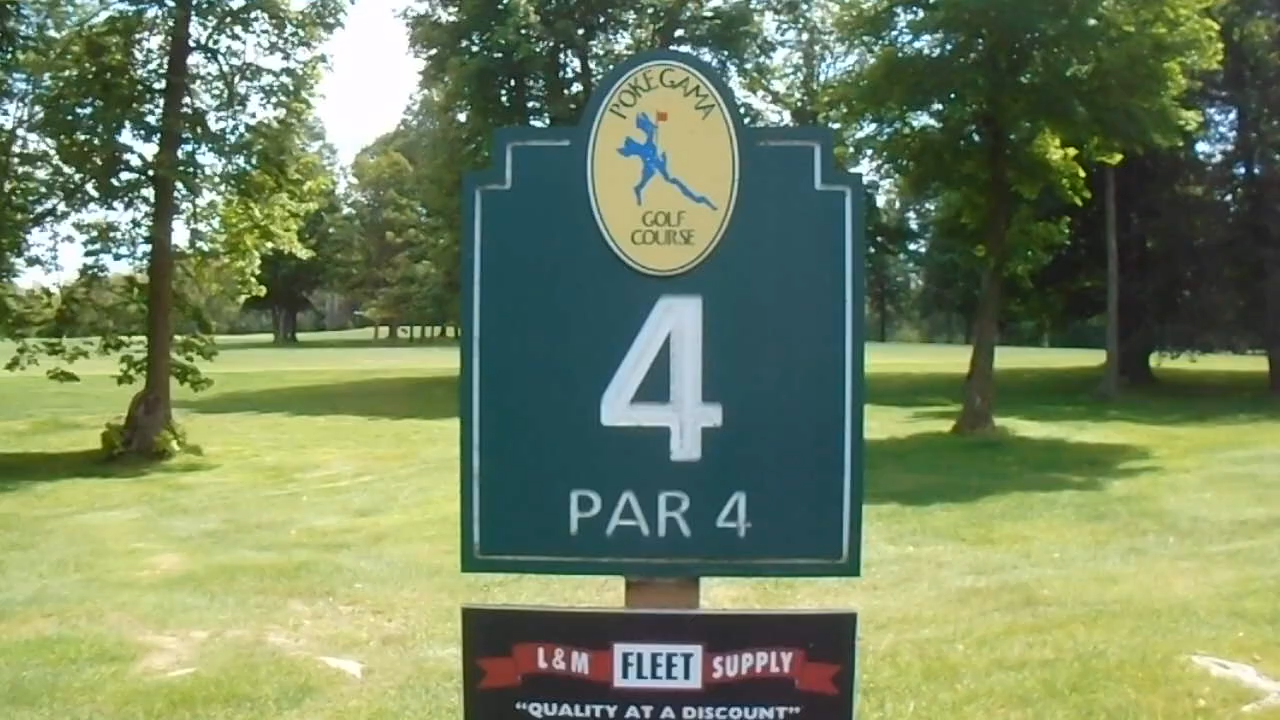 POKEGAMA
GOLF
COURSE
4
PAR 4
L&M FLEET SUPPLY
"QUALITY AT A DISCOUNT"